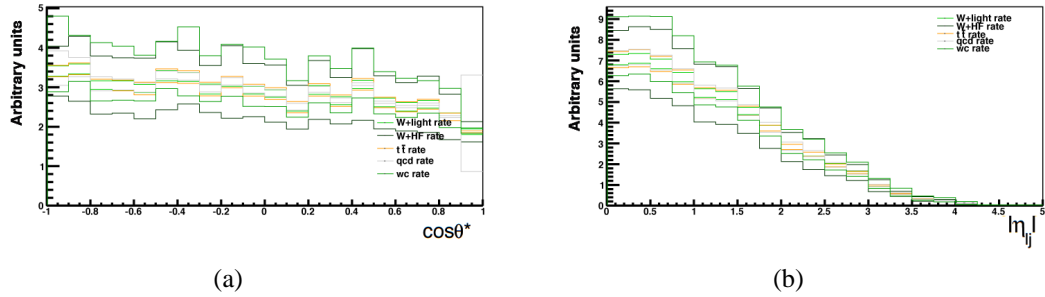 Arbitrary units
5
4
3
2
1
0
W+light rate
W+HF rate
tt̄ rate
qcd rate
wc rate
-1 -0.8 -0.6 -0.4 -0.2 0 0.2 0.4 0.6 0.8 1
cosθ*
(a)
Arbitrary units
9
8
7
6
5
4
3
2
1
0
W+light rate
W+HF rate
tt̄ rate
qcd rate
wc rate
0 0.5 1 1.5 2 2.5 3 3.5 4 4.5 5
|η_lj|
(b)